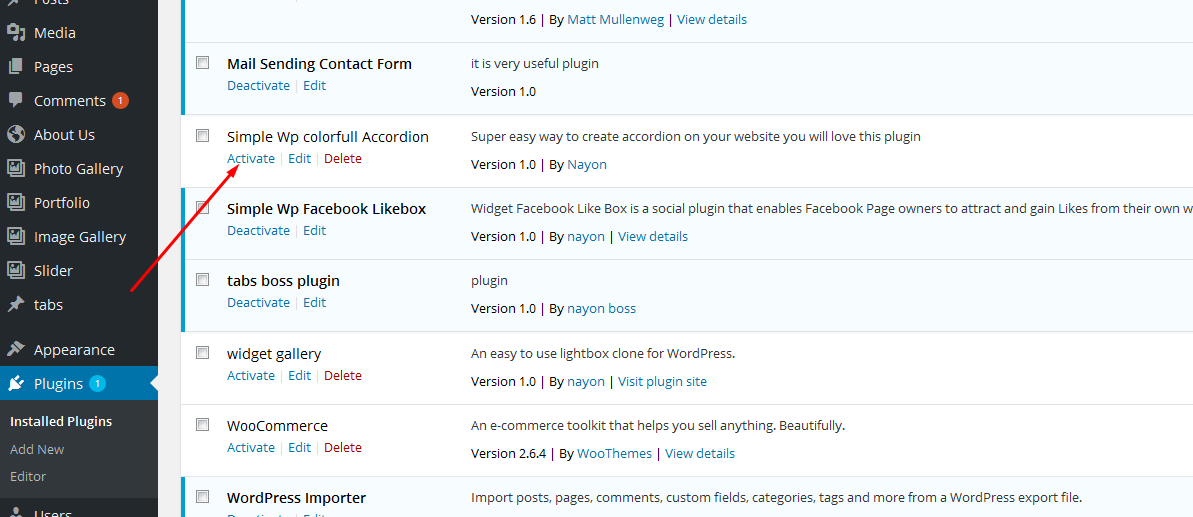 Posts
Media
Pages
Comments 1
About Us
Photo Gallery
Portfolio
Image Gallery
Slider
tabs
Appearance
Plugins 1
Installed Plugins
Add New
Editor
Users
Version 1.6 | By Matt Mullenweg | View details
Mail Sending Contact Form
it is very useful plugin
Deactivate | Edit
Version 1.0
Simple Wp colorfull Accordion
Super easy way to create accordion on your website you will love this plugin
Activate | Edit | Delete
Version 1.0 | By Nayon
Simple Wp Facebook Likebox
Widget Facebook Like Box is a social plugin that enables Facebook Page owners to attract and gain Likes from their own w
Deactivate | Edit
Version 1.0 | By nayon | View details
tabs boss plugin
plugin
Deactivate | Edit
Version 1.0 | By nayon boss
widget gallery
An easy to use lightbox clone for WordPress.
Activate | Edit | Delete
Version 1.0 | By nayon | Visit plugin site
WooCommerce
An e-commerce toolkit that helps you sell anything. Beautifully.
Activate | Edit | Delete
Version 2.6.4 | By WooThemes | View details
WordPress Importer
Import posts, pages, comments, custom fields, categories, tags and more from a WordPress export file.
Deactivate | Edit